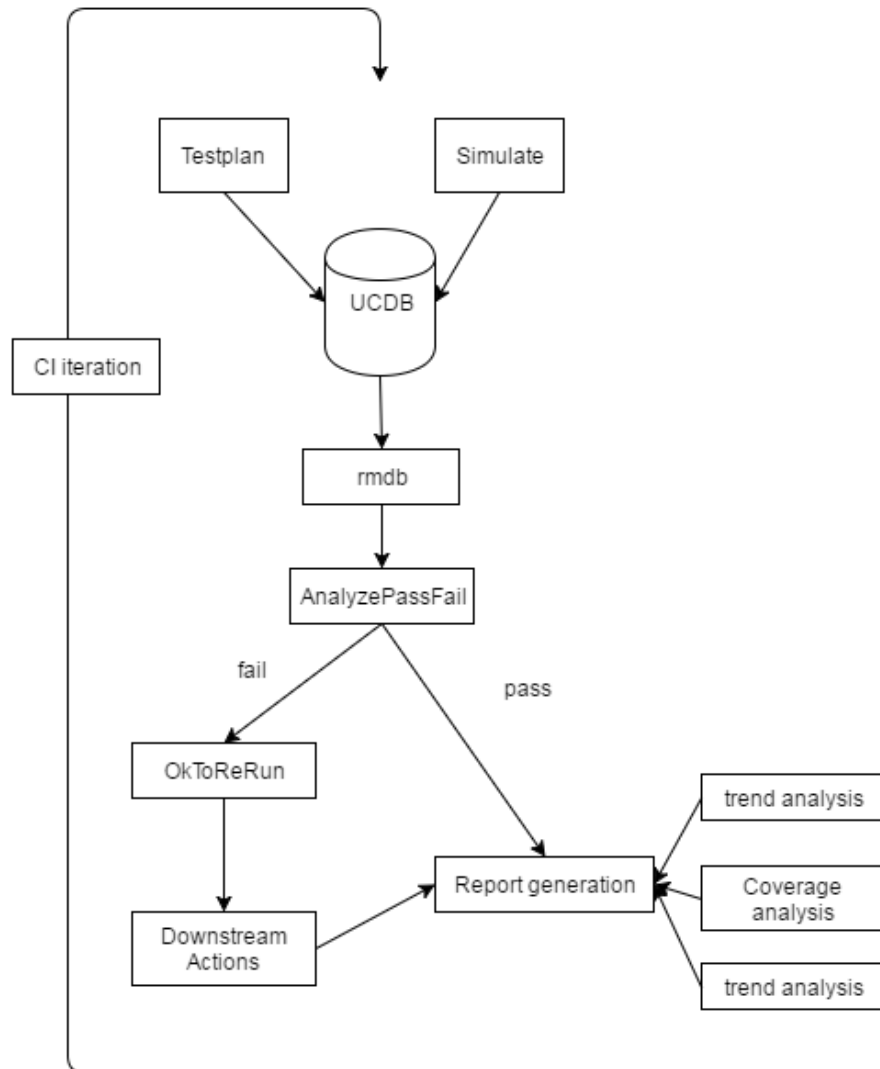 Testplan
Simulate
UCDB
CI iteration
rmdb
AnalyzePassFail
fail
pass
OkToReRun
trend analysis
Report generation
Coverage
analysis
Downstream
Actions
trend analysis